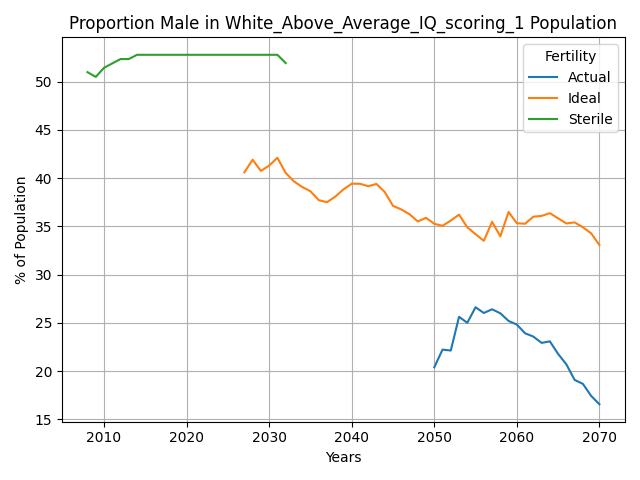 Proportion Male in White_Above_Average_IQ_scoring_1 Population
% of Population
50
45
40
35
30
25
20
15
Fertility
Actual
Ideal
Sterile
2010
2020
2030
2040
2050
2060
2070
Years